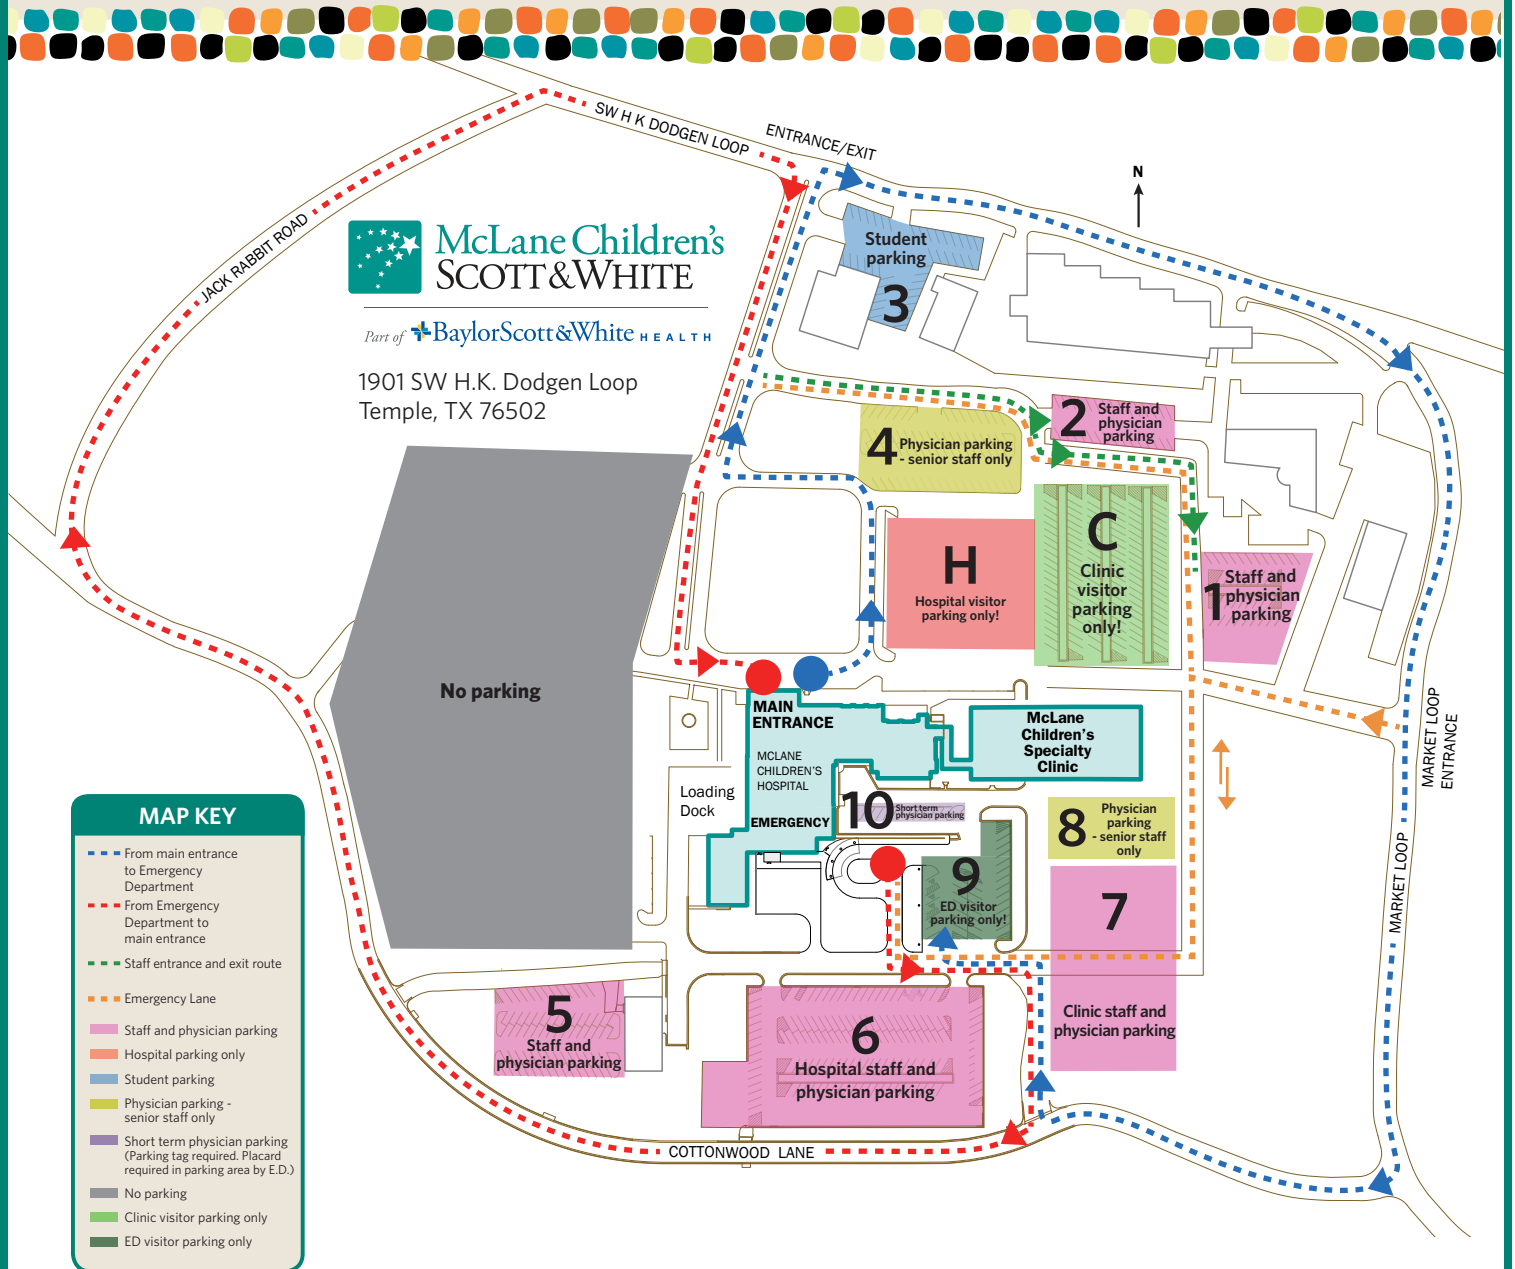 SW H K DODGEN LOOP
ENTRANCE/EXIT
N
JACK RABBIT ROAD
McLane Children's
SCOTT&WHITE
Part of BaylorScott&White HEALTH
1901 SW H.K. Dodgen Loop
Temple, TX 76502
Student
parking
3
2
Staff and
physician
parking
4
Physician parking
- senior staff only
H
Hospital visitor
parking only!
C
Clinic
visitor
parking
only!
1
Staff and
physician
parking
No parking
MAIN
ENTRANCE
MCLANE
CHILDREN'S
HOSPITAL
EMERGENCY
McLane
Children's
Specialty
Clinic
Loading
Dock
10
Short term
physician parking
8
Physician
parking
- senior staff
only
9
ED visitor
parking only!
7
Clinic staff and
physician parking
5
Staff and
physician parking
6
Hospital staff and
physician parking
COTTONWOOD LANE
MARKET LOOP
MARKET LOOP
ENTRANCE
MAP KEY
From main entrance
to Emergency
Department
From Emergency
Department to
main entrance
Staff entrance and exit route
Emergency Lane
Staff and physician parking
Hospital parking only
Student parking
Physician parking -
senior staff only
Short term physician parking
(Parking tag required. Placard
required in parking area by E.D.)
No parking
Clinic visitor parking only
ED visitor parking only